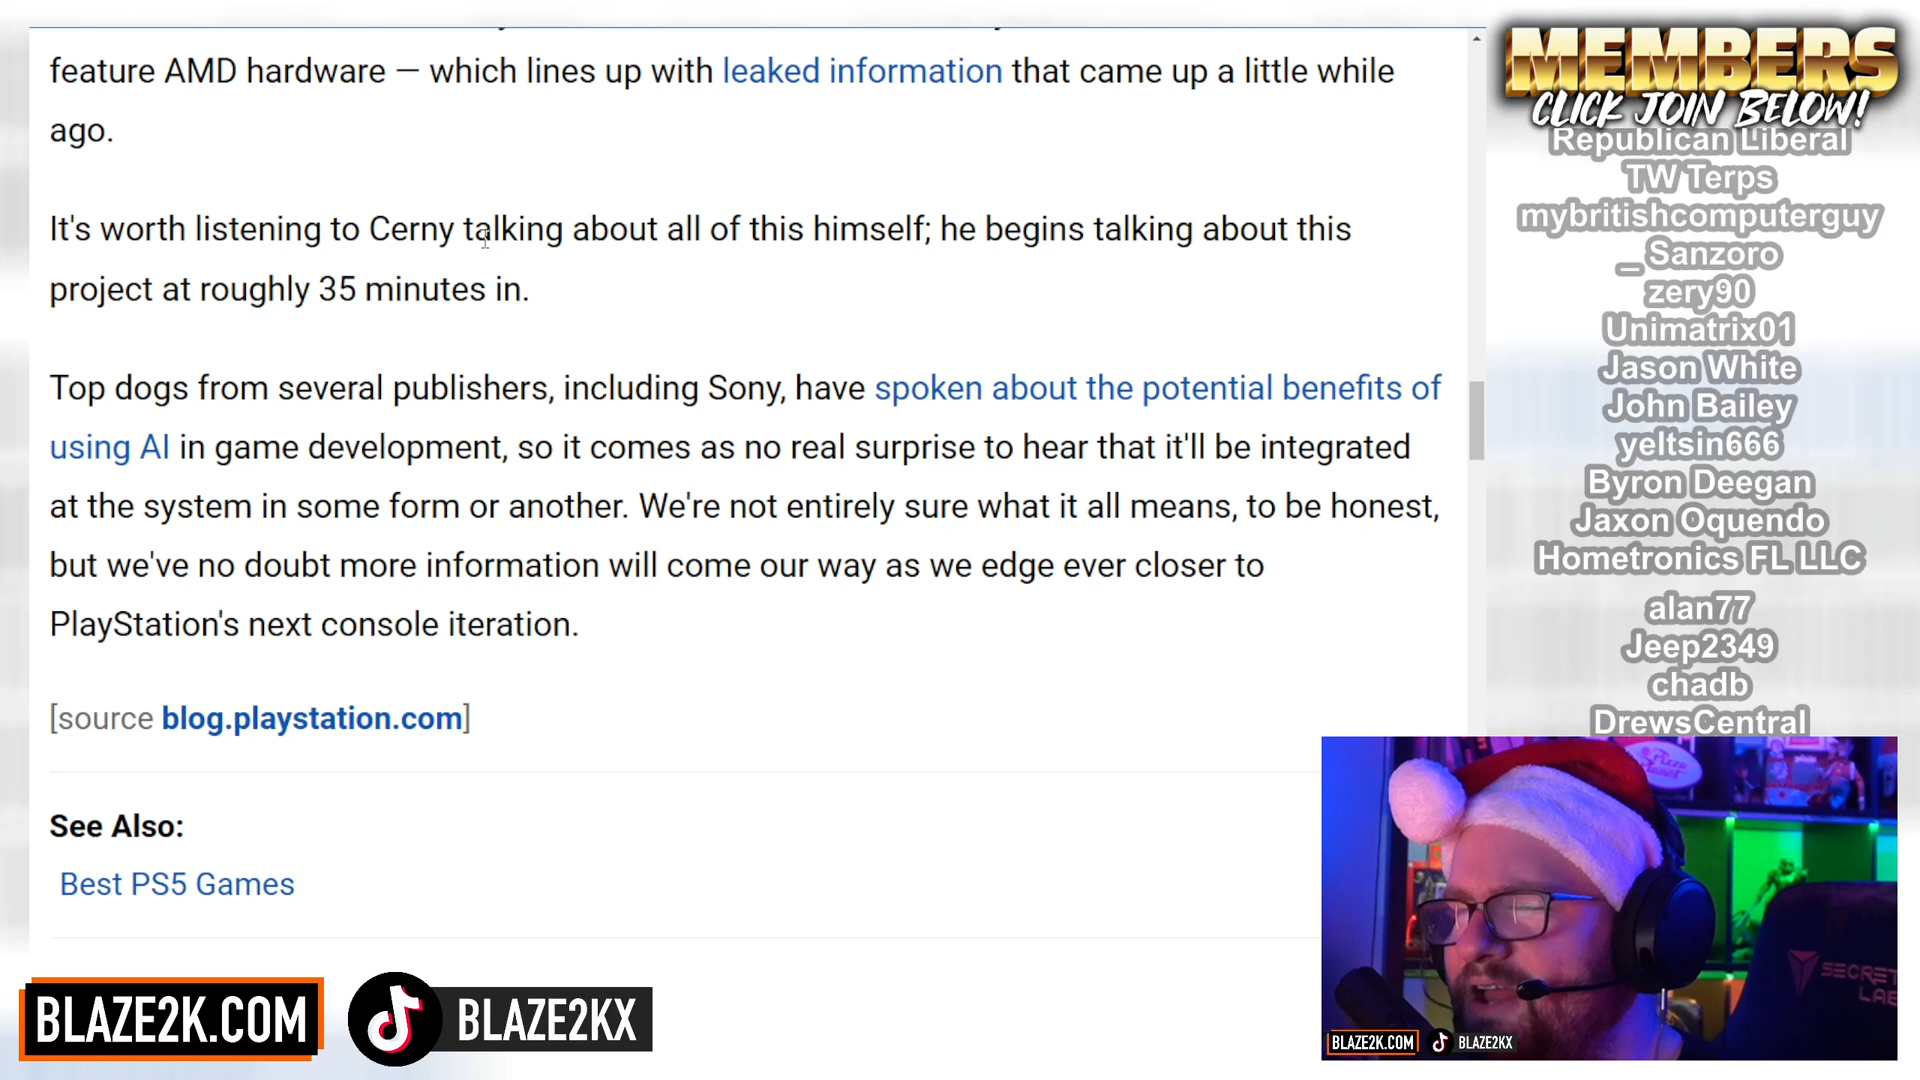 feature AMD hardware — which lines up with leaked information that came up a little while
ago.
It's worth listening to Cerny talking about all of this himself; he begins talking about this
project at roughly 35 minutes in.
Top dogs from several publishers, including Sony, have spoken about the potential benefits of
using AI in game development, so it comes as no real surprise to hear that it'll be integrated
at the system in some form or another. We're not entirely sure what it all means, to be honest,
but we've no doubt more information will come our way as we edge ever closer to
PlayStation's next console iteration.
[source blog.playstation.com]
See Also:
Best PS5 Games
MEMBERS
CLICK JOIN BELOW!
Republican Liberal
TW Terps
mybritishcomputerguy
_ Sanzoro
zery90
Unimatrix01
Jason White
John Bailey
yeltsin666
Byron Deegan
Jaxon Oquendo
Hometronics FL LLC
alan77
Jeep2349
chadb
DrewsCentral
Pizza
Planet
SECRET
LAB
BLAZE2K.COM
BLAZE2KX
BLAZE2K.COM
BLAZE2KX